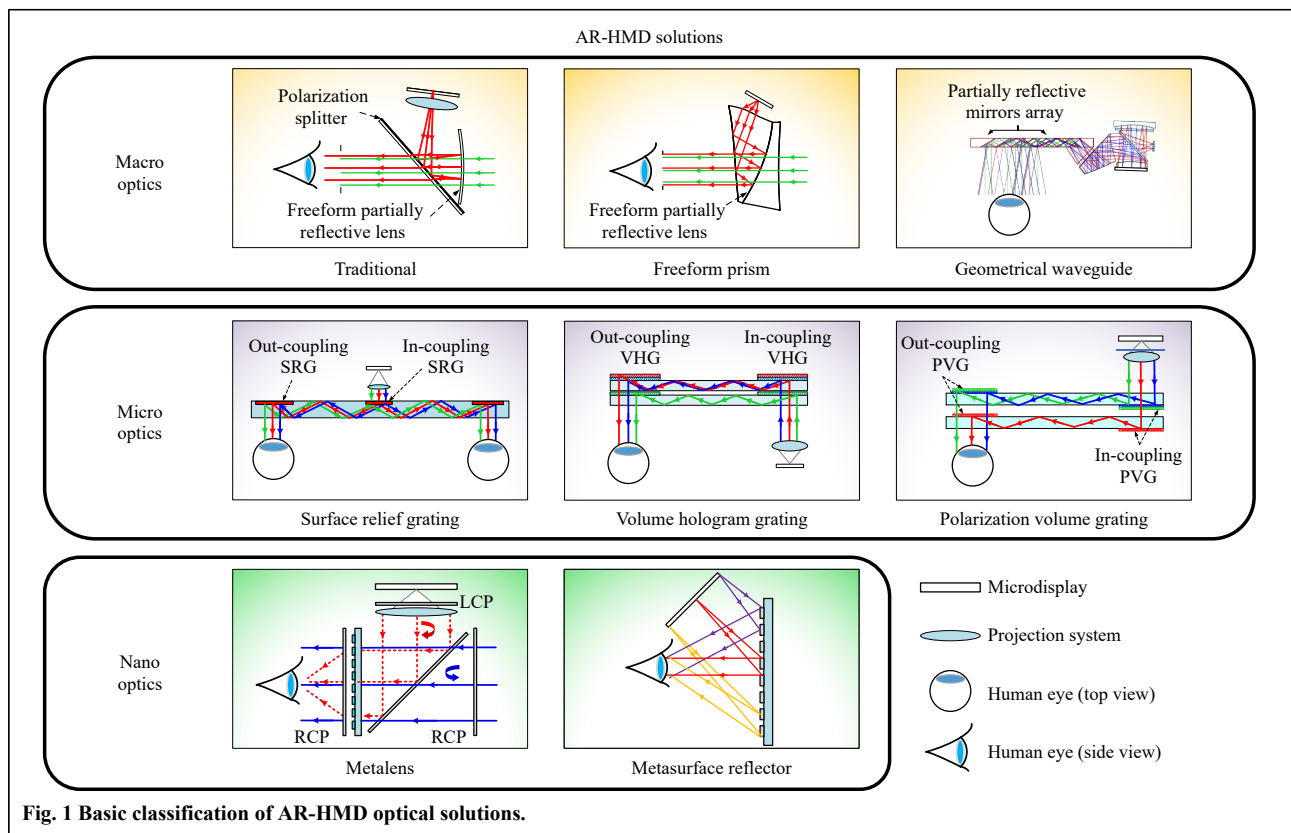 AR-HMD solutions
Macro
optics
Polarization
splitter
Freeform partially
reflective lens
Traditional
Freeform partially
reflective lens
Freeform prism
Partially reflective
mirrors array
Geometrical waveguide
Micro
optics
Out-coupling
SRG
In-coupling
SRG
Surface relief grating
Out-coupling
VHG
In-coupling
VHG
Volume hologram grating
Out-coupling
PVG
In-coupling
PVG
Polarization volume grating
Nano
optics
LCP
RCP
RCP
Metalens
Metasurface reflector
Microdisplay
Projection system
Human eye (top view)
Human eye (side view)
Fig. 1 Basic classification of AR-HMD optical solutions.